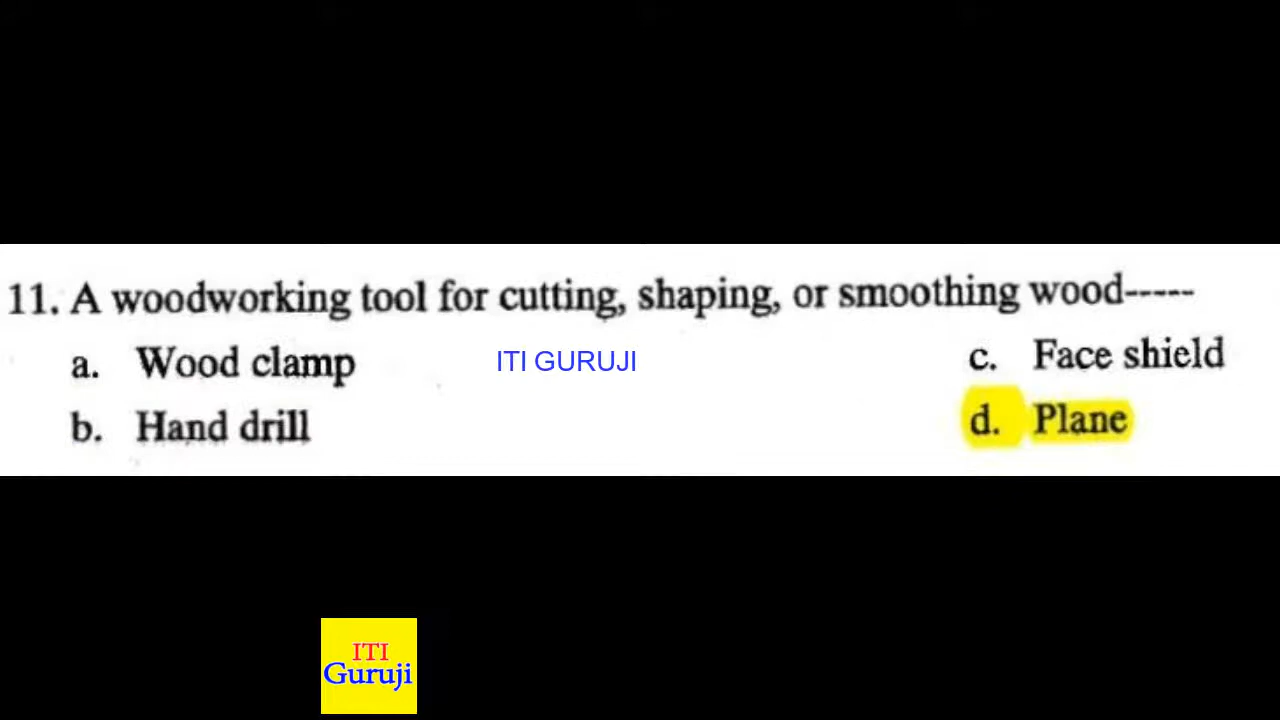 11. A woodworking tool for cutting, shaping, or smoothing wood-----
a. Wood clamp
b. Hand drill
ITI GURUJI
c. Face shield
d. Plane
ITI
Guruji